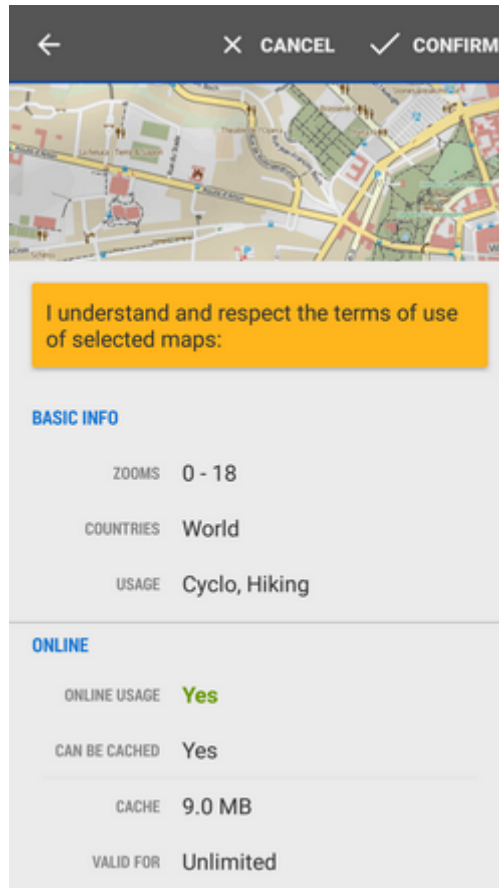 CANCEL CONFIRM
I understand and respect the terms of use
of selected maps:
BASIC INFO
ZOOMS 0 - 18
COUNTRIES World
USAGE Cyclo, Hiking
ONLINE
ONLINE USAGE Yes
CAN BE CACHED Yes
CACHE 9.0 MB
VALID FOR Unlimited